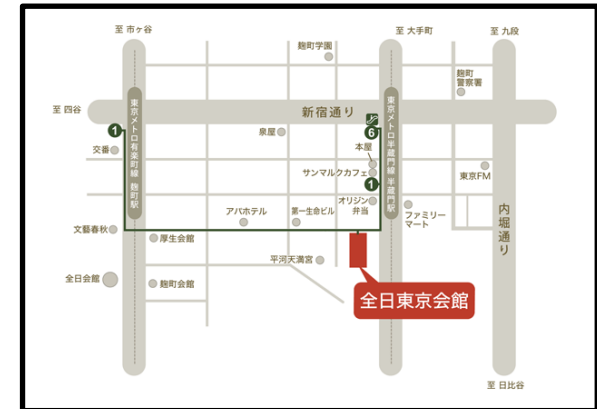 至 市ヶ谷
至 大手町
至 九段
麹町学園
麹町
警察署
至 四谷
新宿通り
東京メトロ有楽町線 麹町駅
東京メトロ半蔵門線 半蔵門駅
1
6
交番
泉屋
本屋
サンマルクカフェ
東京FM
1
オリジン
弁当
アパホテル
第一生命ビル
ファミリー
マート
内堀通り
文藝春秋
厚生会館
平河天満宮
全日会館
麹町会館
全日東京会館
至 日比谷